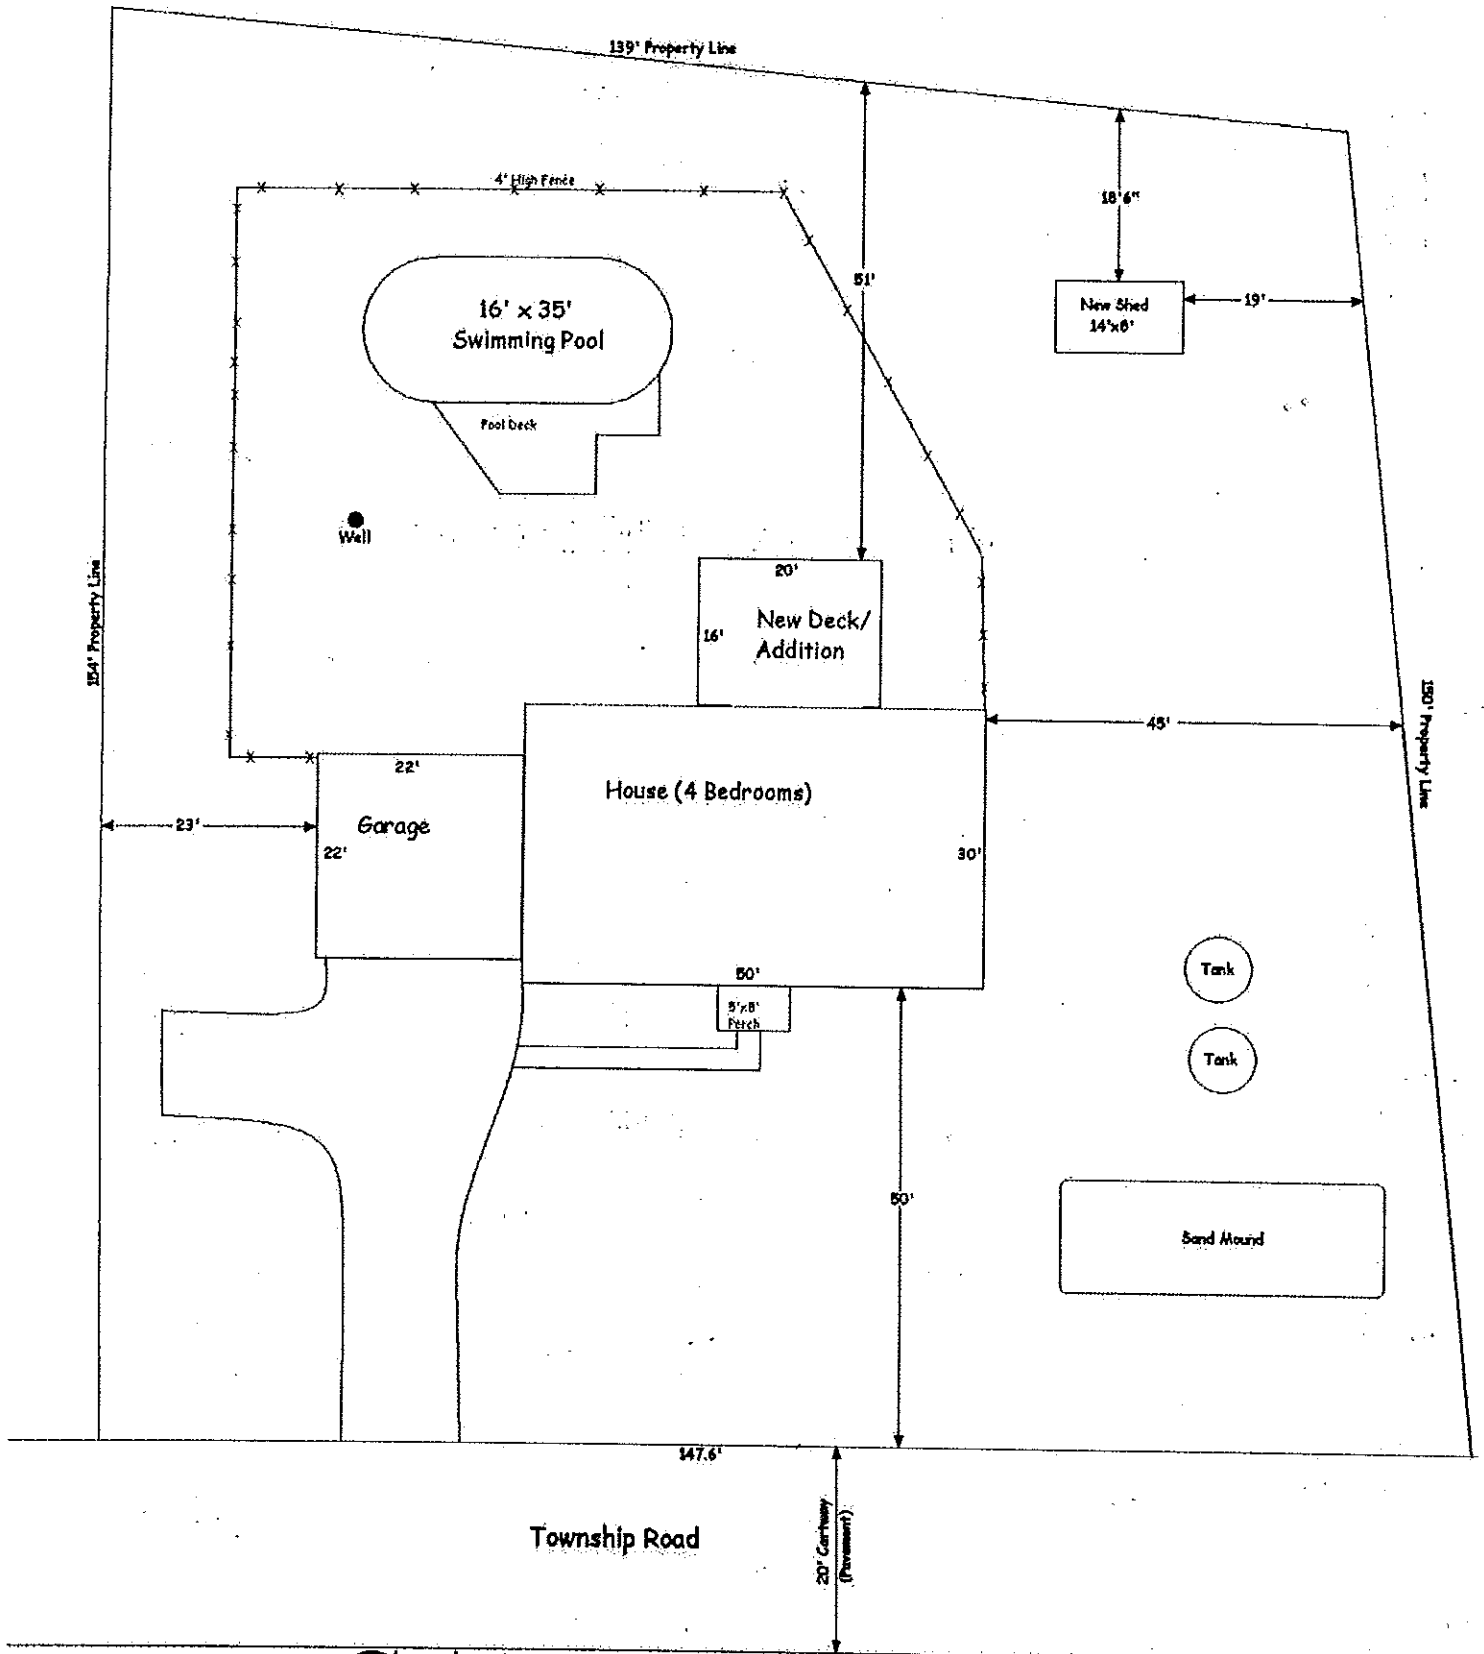 139' Property Line
4' High Fence
18'6"
51'
16' x 35'
Swimming Pool
New Shed
14'x8'
19'
Pool Deck
Well
154' Property Line
20'
16'
New Deck/
Addition
150' Property Line
45'
22'
House (4 Bedrooms)
23'
Garage
22'
30'
50'
Tank
5'x8'
Porch
Tank
50'
Sand Mound
147.6'
Township Road
20' Cartway
(Pavement)